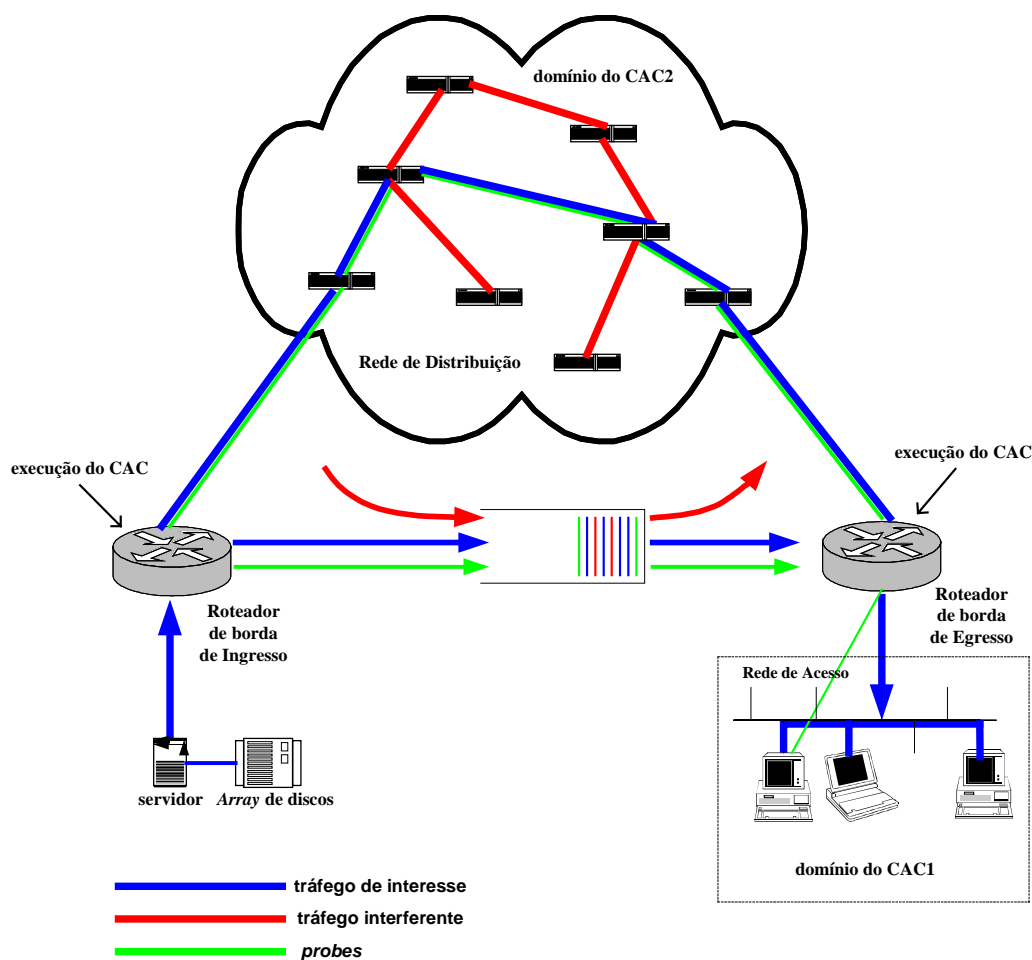 domínio do CAC2
Rede de Distribuição
execução do CAC
execução do CAC
Roteador
de borda
de Ingresso
Roteador
de borda
de Egresso
Rede de Acesso
servidor
Array de discos
domínio do CAC1
tráfego de interesse
tráfego interferente
probes